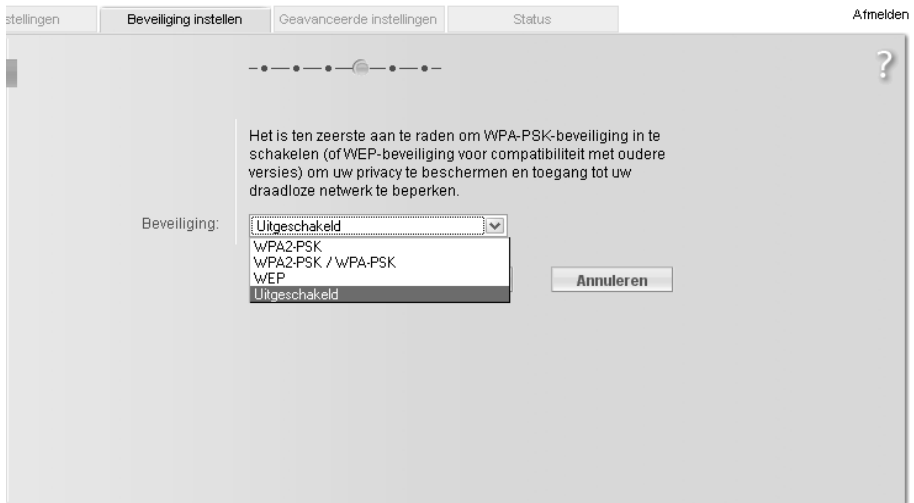 stellingen
Beveiliging instellen
Geavanceerde instellingen
Status
Afmelden
?
Het is ten zeerste aan te raden om WPA-PSK-beveiliging in te
schakelen (of WEP-beveiliging voor compatibiliteit met oudere
versies) om uw privacy te beschermen en toegang tot uw
draadloze netwerk te beperken.
Beveiliging:
Uitgeschakeld
WPA2-PSK
WPA2-PSK / WPA-PSK
WEP
Uitgeschakeld
Annuleren